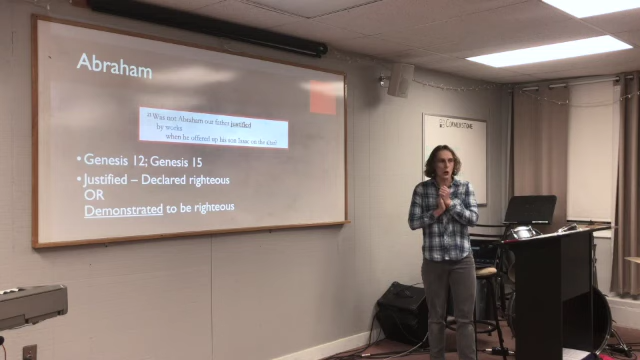 Abraham
21 Was not Abraham our father justified
by works
when he offered up his son Isaac on the altar?
• Genesis 12; Genesis 15
• Justified – Declared righteous
OR
Demonstrated to be righteous
CORNERSTONE